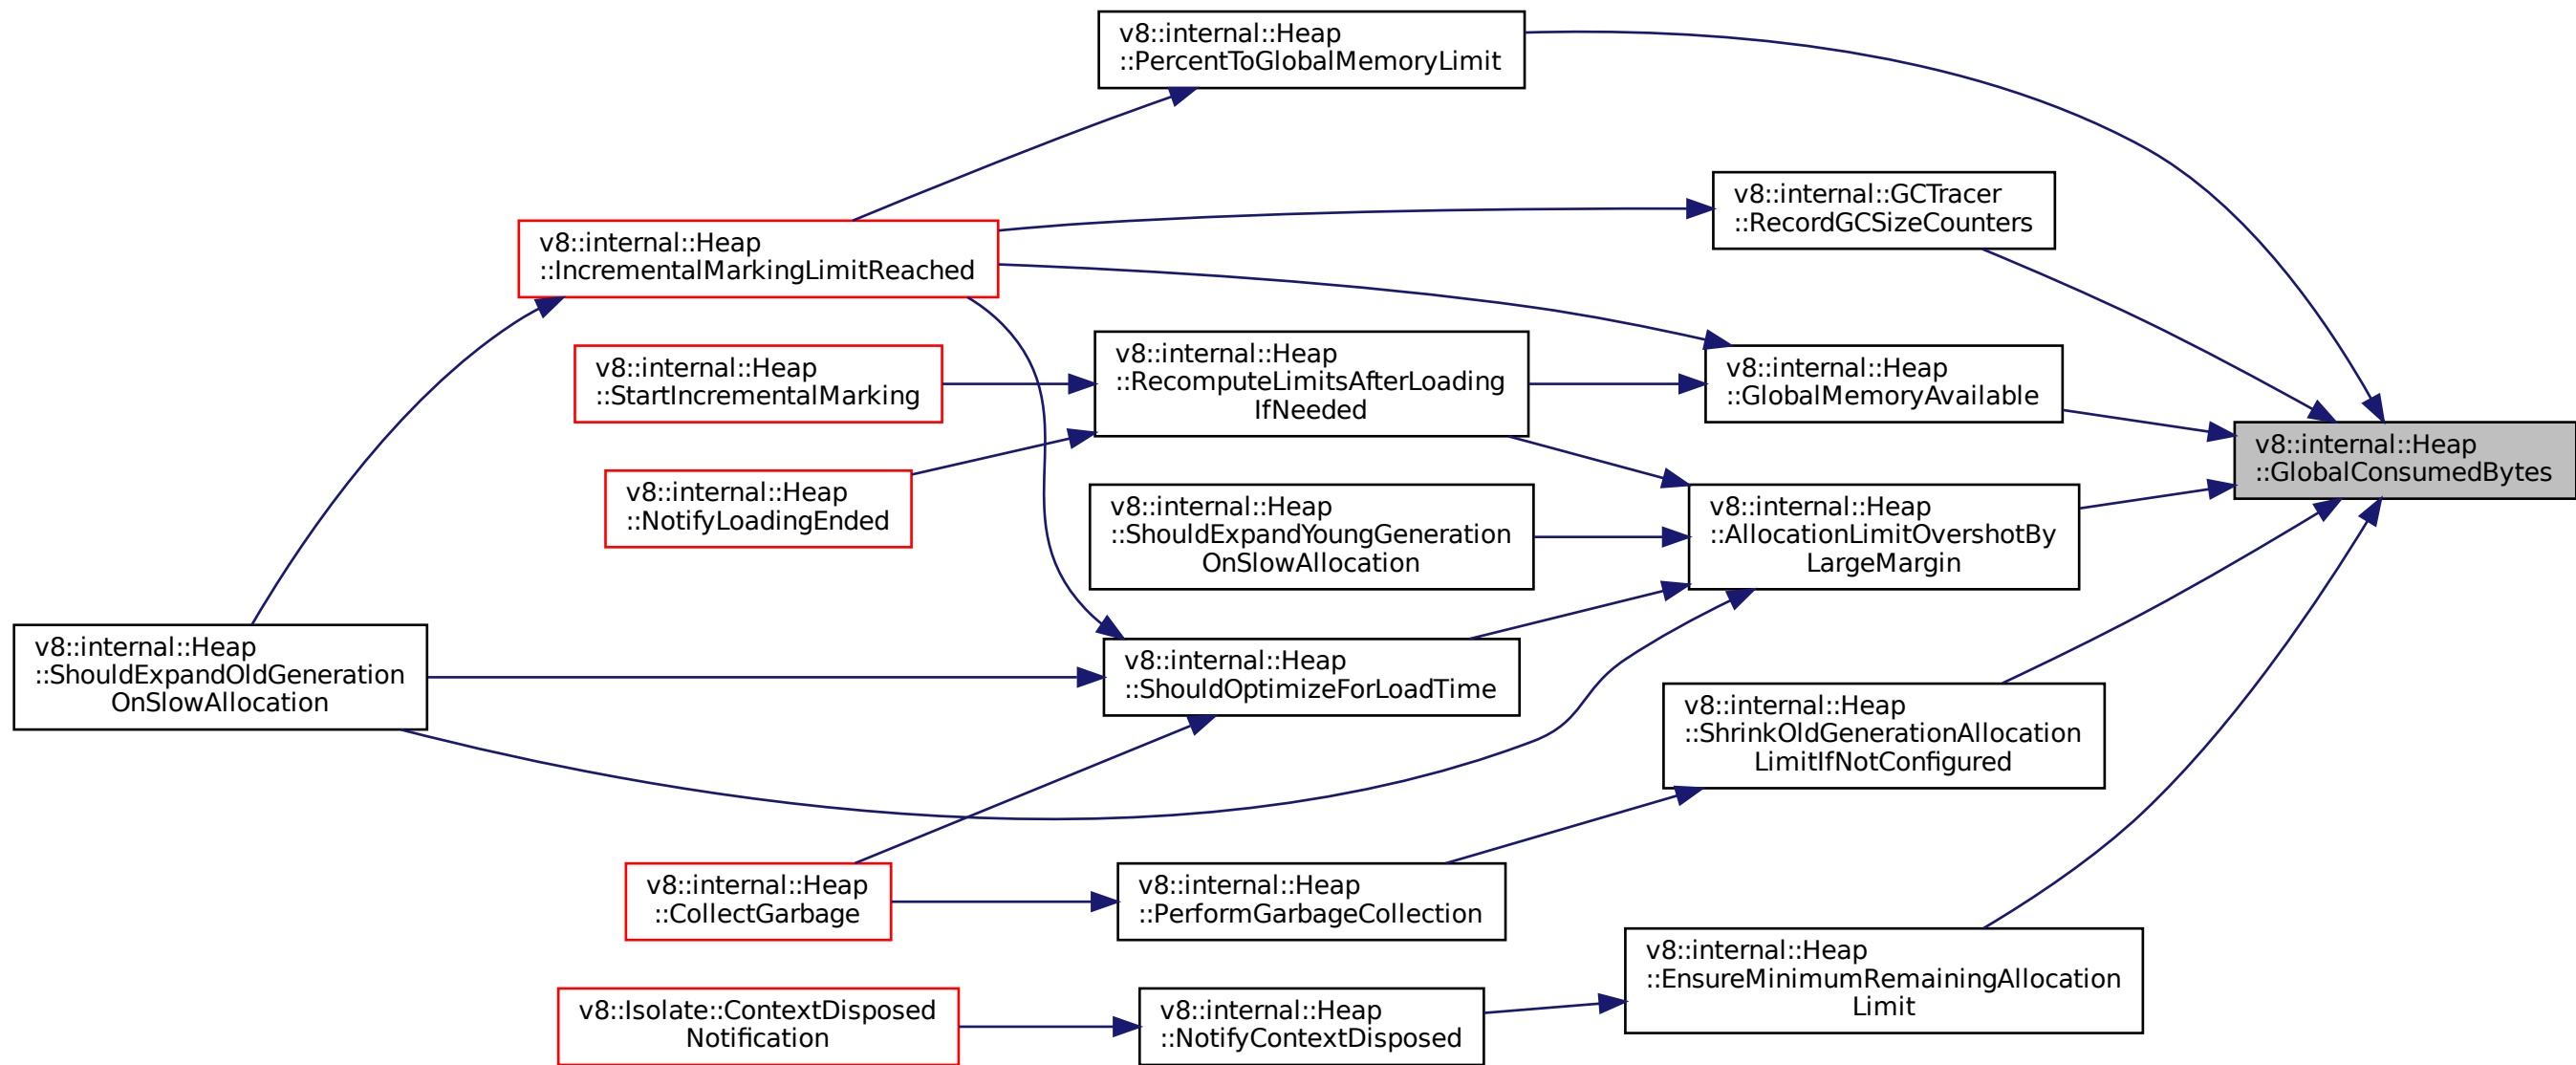 v8::internal::Heap
::PercentToGlobalMemoryLimit
v8::internal::GCTracer
::RecordGCSizeCounters
v8::internal::Heap
::IncrementalMarkingLimitReached
v8::internal::Heap
::StartIncrementalMarking
v8::internal::Heap
::RecomputeLimitsAfterLoading
IfNeeded
v8::internal::Heap
::GlobalMemoryAvailable
v8::internal::Heap
::GlobalConsumedBytes
v8::internal::Heap
::NotifyLoadingEnded
v8::internal::Heap
::ShouldExpandYoungGeneration
OnSlowAllocation
v8::internal::Heap
::AllocationLimitOvershotBy
LargeMargin
v8::internal::Heap
::ShouldExpandOldGeneration
OnSlowAllocation
v8::internal::Heap
::ShouldOptimizeForLoadTime
v8::internal::Heap
::ShrinkOldGenerationAllocation
LimitIfNotConfigured
v8::internal::Heap
::CollectGarbage
v8::internal::Heap
::PerformGarbageCollection
v8::internal::Heap
::EnsureMinimumRemainingAllocation
Limit
v8::Isolate::ContextDisposed
Notification
v8::internal::Heap
::NotifyContextDisposed